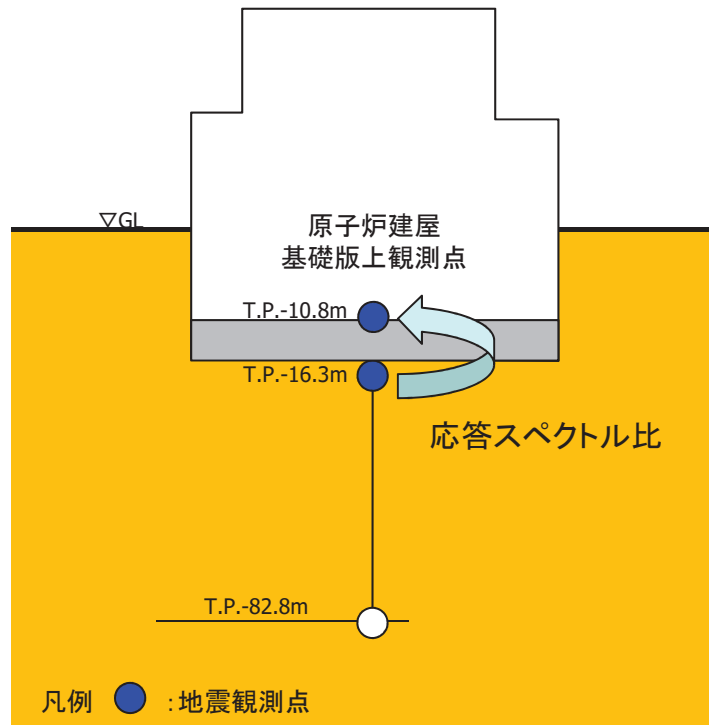 ▽GL
原子炉建屋
基礎版上観測点
T.P.-10.8m
T.P.-16.3m
応答スペクトル比
T.P.-82.8m
凡例 :地震観測点